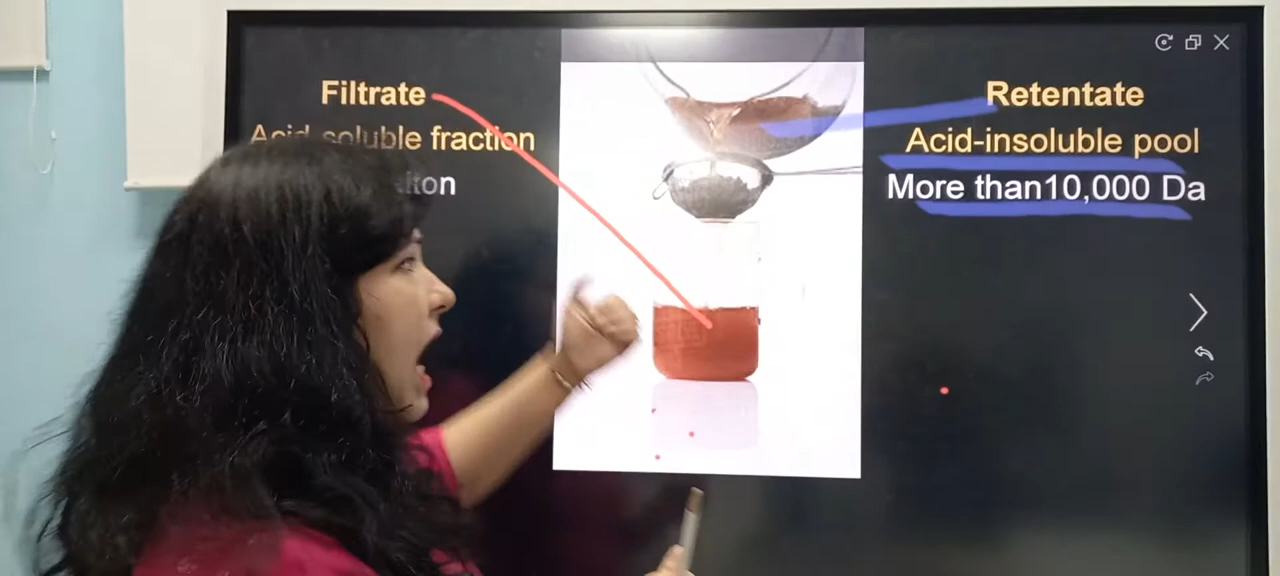 Filtrate
Acid-soluble fraction
Retentate
Acid-insoluble pool
More than10,000 Da